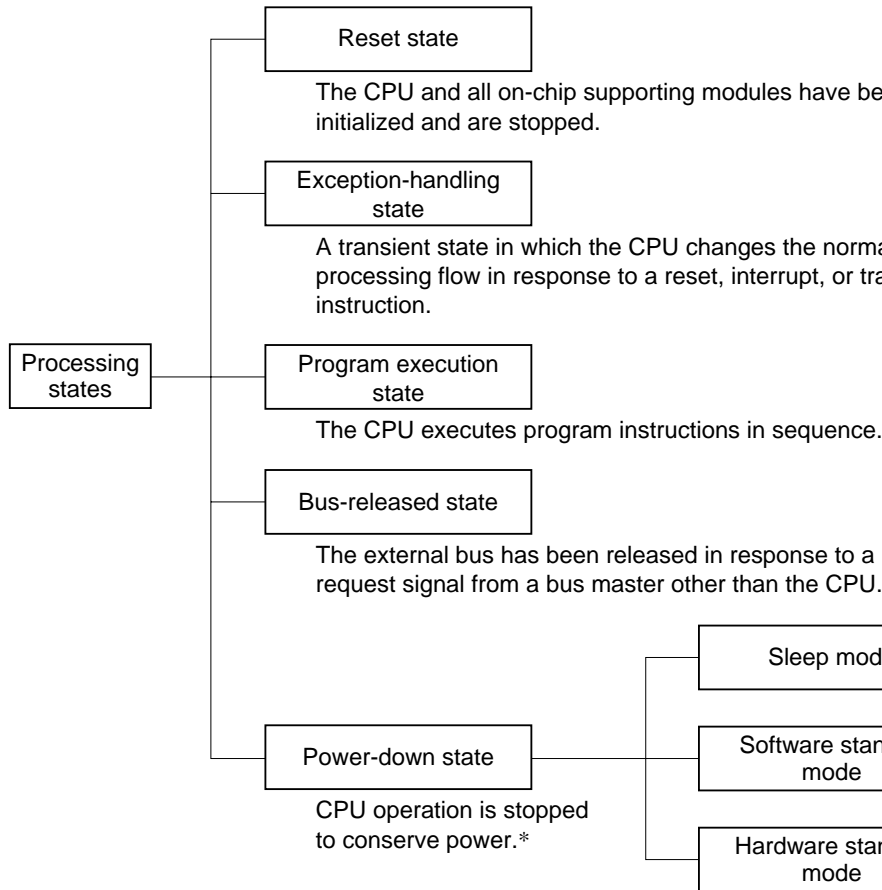 Reset state
The CPU and all on-chip supporting modules have be
initialized and are stopped.
Exception-handling
state
A transient state in which the CPU changes the norma
processing flow in response to a reset, interrupt, or tra
instruction.
Processing
states
Program execution
state
The CPU executes program instructions in sequence.
Bus-released state
The external bus has been released in response to a
request signal from a bus master other than the CPU.
Sleep mod
Power-down state
CPU operation is stopped
to conserve power.*
Software stan
mode
Hardware stan
mode